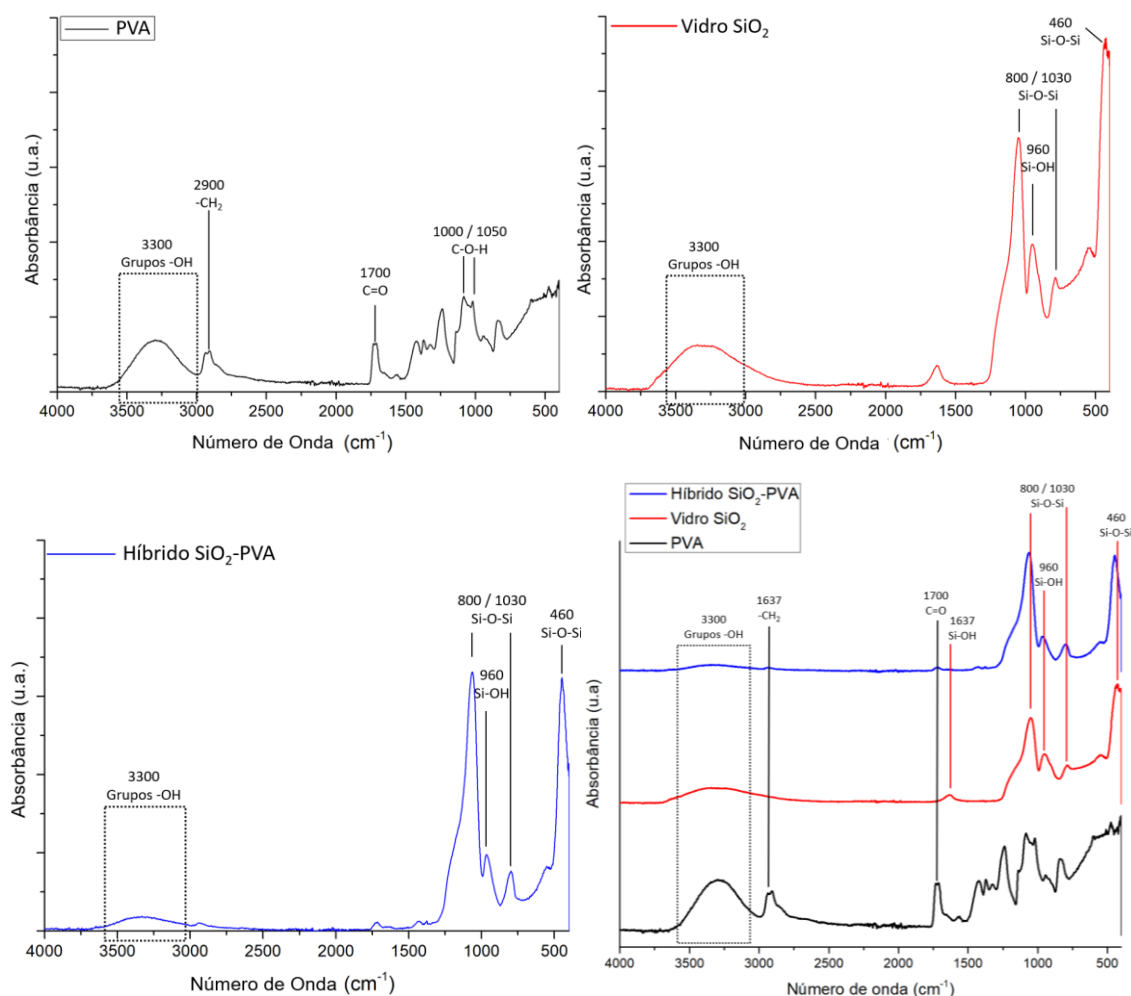 PVA
2900
-CH₂
3300
Grupos -OH
1700
C=O
1000 / 1050
C-O-H
Absorbância (u.a.)
4000 3500 3000 2500 2000 1500 1000 500
Número de Onda (cm⁻¹)
Vidro SiO₂
460
Si-O-Si
800 / 1030
Si-O-Si
960
Si-OH
3300
Grupos -OH
Absorbância (u.a.)
4000 3500 3000 2500 2000 1500 1000 500
Número de Onda (cm⁻¹)
Híbrido SiO₂-PVA
800 / 1030
Si-O-Si
460
Si-O-Si
960
Si-OH
3300
Grupos -OH
Absorbância (u.a.)
4000 3500 3000 2500 2000 1500 1000 500
Número de Onda (cm⁻¹)
Híbrido SiO₂-PVA
Vidro SiO₂
PVA
800 / 1030
Si-O-Si
460
Si-O-Si
960
Si-OH
1700
C=O
1637
Si-OH
1637
-CH₂
3300
Grupos -OH
Absorbância (u.a)
4000 3500 3000 2500 2000 1500 1000 500
Número de onda (cm⁻¹)